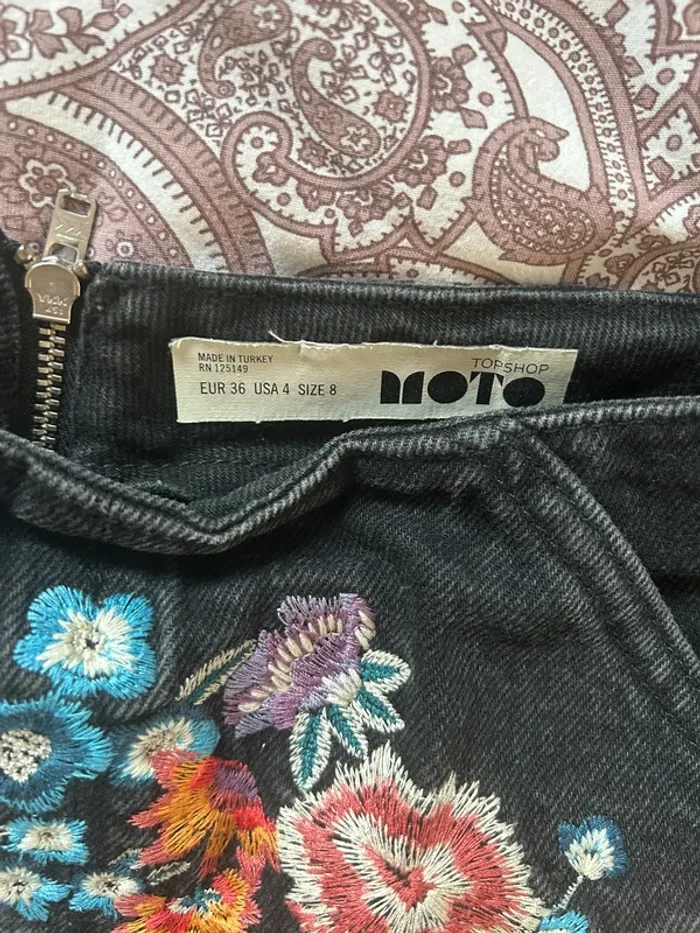 MADE IN TURKEY
RN 125149
EUR 36 USA 4 SIZE 8
TOPSHOP
MOTO